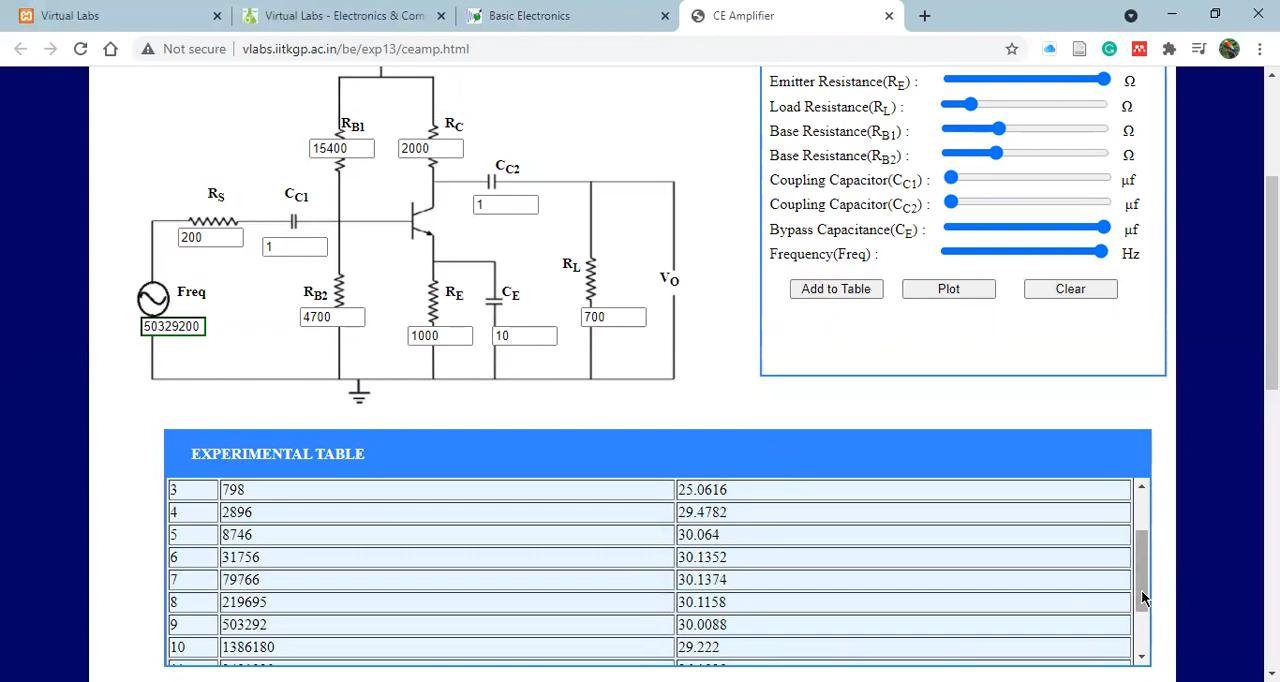 Virtual Labs
Virtual Labs - Electronics & Com
Basic Electronics
CE Amplifier
Not secure
vlabs.iitkgp.ac.in/be/exp13/ceamp.html
RB1
15400
RC
2000
CC2
1
RS
200
CC1
1
Freq
50329200
RB2
4700
RE
1000
CE
10
RL
700
VO
Emitter Resistance(RE) : Ω
Load Resistance(RL) : Ω
Base Resistance(RB1) : Ω
Base Resistance(RB2) : Ω
Coupling Capacitor(CC1) : μf
Coupling Capacitor(CC2) : μf
Bypass Capacitance(CE) : μf
Frequency(Freq) : Hz
Add to Table Plot Clear
EXPERIMENTAL TABLE
3 798 25.0616
4 2896 29.4782
5 8746 30.064
6 31756 30.1352
7 79766 30.1374
8 219695 30.1158
9 503292 30.0088
10 1386180 29.222